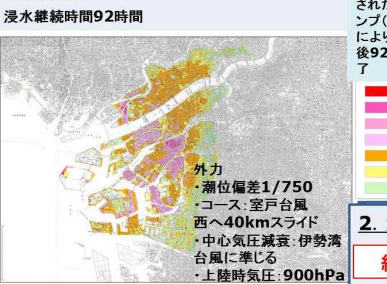 浸水継続時間92時間
された
ンプ(
により
後92
了
外力
・潮位偏差1/750
・コース:室戸台風
西へ40kmスライド
・中心気圧減衰:伊勢湾
台風に準じる
・上陸時気圧:900hPa
2.